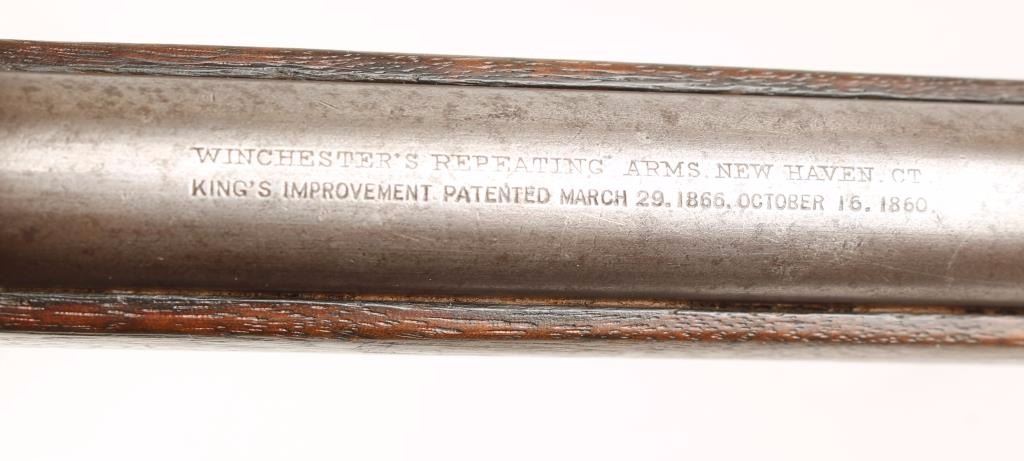 WINCHESTER'S REPEATING ARMS. NEW HAVEN. CT
KING'S IMPROVEMENT PATENTED MARCH 29. 1866. OCTOBER 16. 1860.